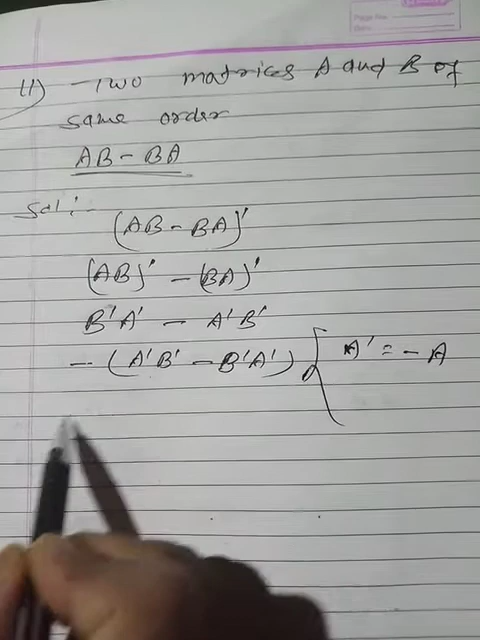 11) Two matrices A and B of
same order
AB - BA
Sol :-
(AB - BA)'
(AB)' - (BA)'
B'A' - A'B'
- (A'B' - B'A') { A' = - A